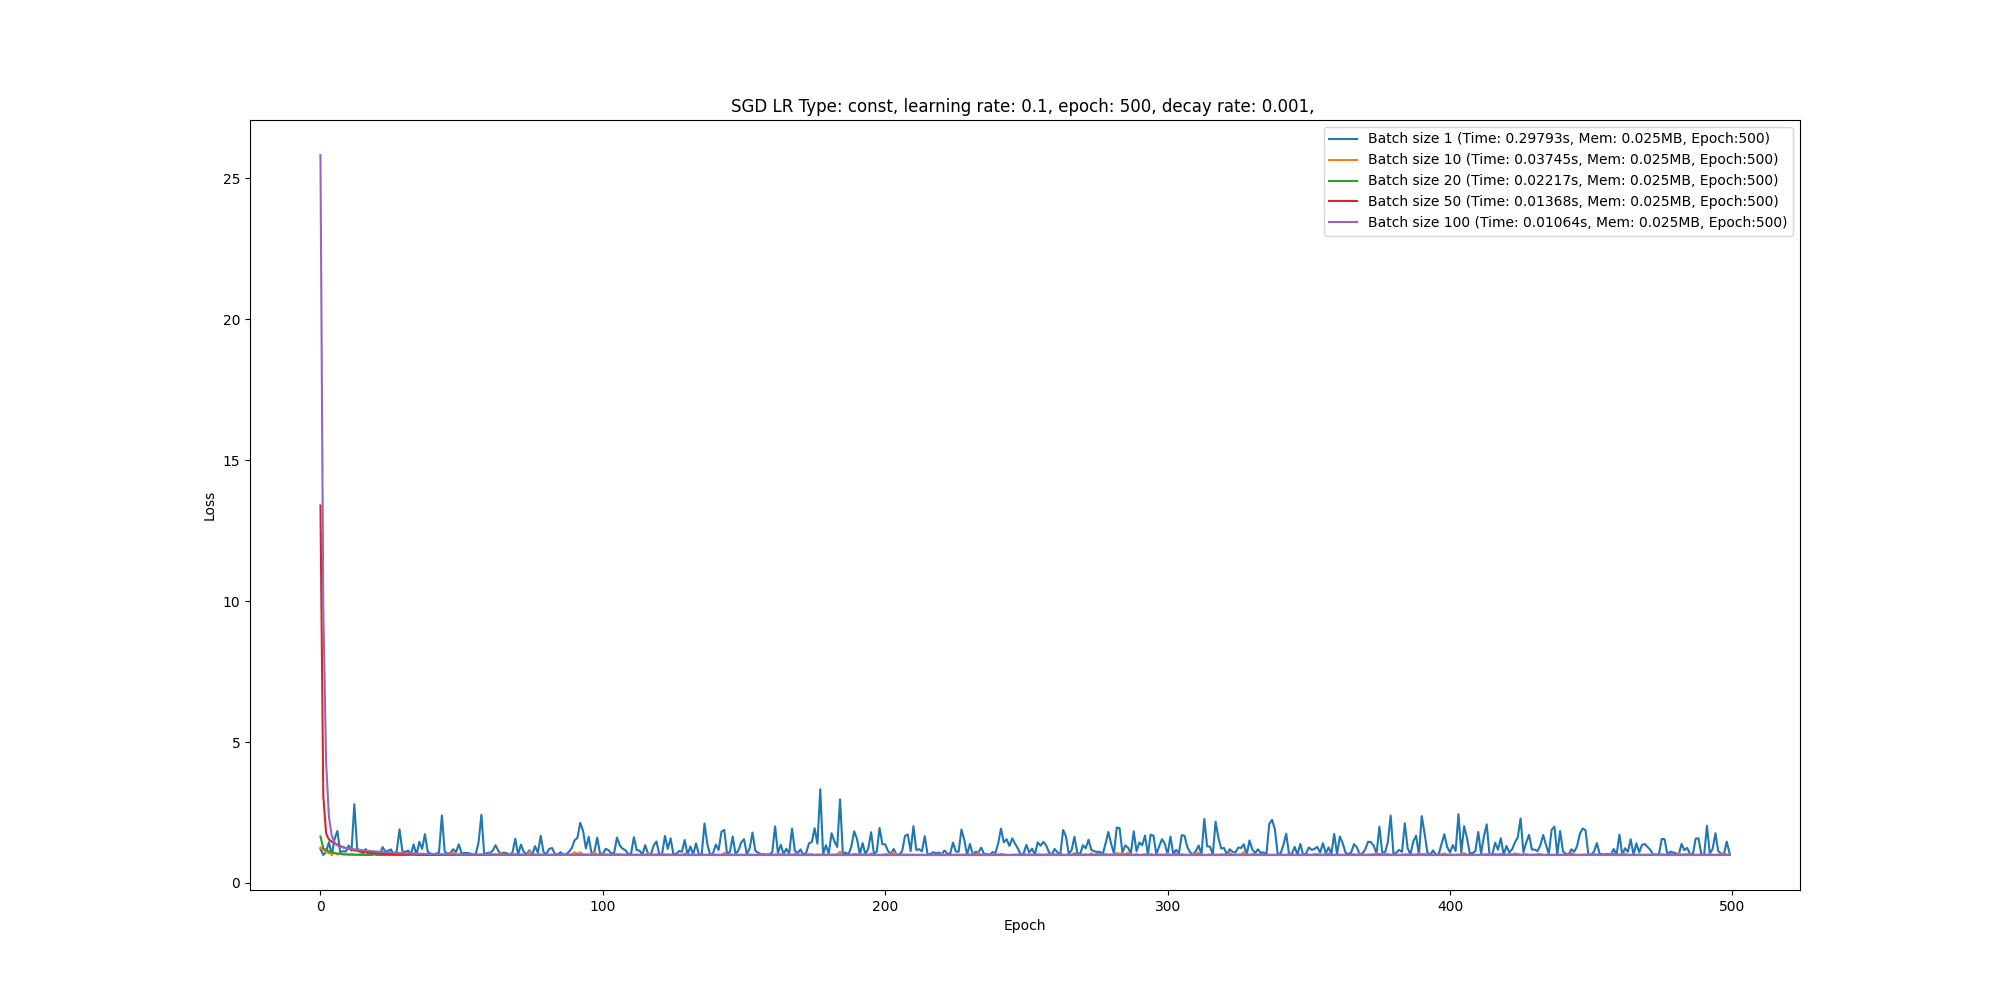 SGD LR Type: const, learning rate: 0.1, epoch: 500, decay rate: 0.001,
Batch size 1 (Time: 0.29793s, Mem: 0.025MB, Epoch:500)
Batch size 10 (Time: 0.03745s, Mem: 0.025MB, Epoch:500)
Batch size 20 (Time: 0.02217s, Mem: 0.025MB, Epoch:500)
Batch size 50 (Time: 0.01368s, Mem: 0.025MB, Epoch:500)
Batch size 100 (Time: 0.01064s, Mem: 0.025MB, Epoch:500)
25
20
15
10
5
0
Loss
0 100 200 300 400 500
Epoch